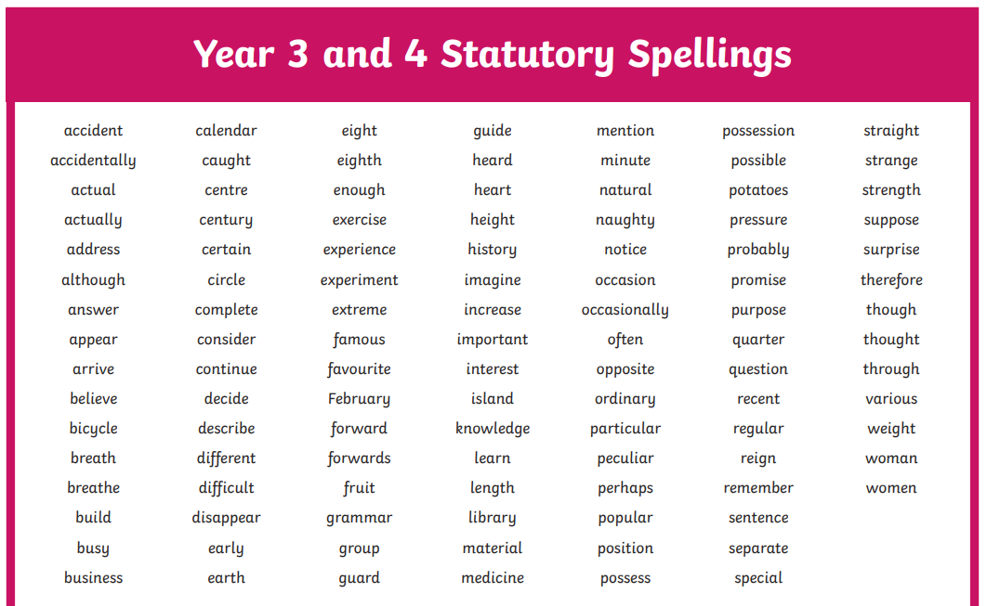 Year 3 and 4 Statutory Spellings
accident calendar eight guide mention possession straight
accidentally caught eighth heard minute possible strange
actual centre enough heart natural potatoes strength
actually century exercise height naughty pressure suppose
address certain experience history notice probably surprise
although circle experiment imagine occasion promise therefore
answer complete extreme increase occasionally purpose though
appear consider famous important often quarter thought
arrive continue favourite interest opposite question through
believe decide February island ordinary recent various
bicycle describe forward knowledge particular regular weight
breath different forwards learn peculiar reign woman
breathe difficult fruit length perhaps remember women
build disappear grammar library popular sentence
busy early group material position separate
business earth guard medicine possess special